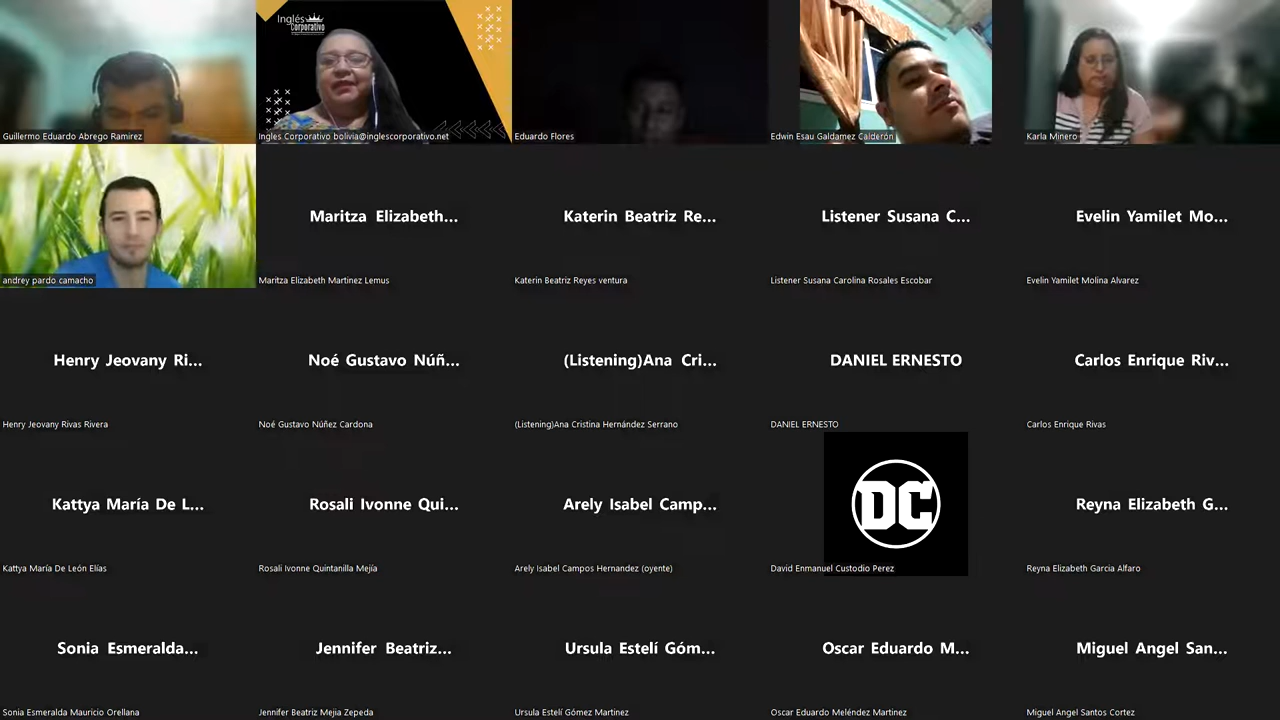 Inglés
Corporativo
Guillermo Eduardo Abrego Ramirez
Inglés Corporativo bolivia@inglescorporativo.net
Eduardo Flores
Edwin Esau Galdamez Calderón
Karla Minero
andrey pardo camacho
Maritza Elizabeth...
Maritza Elizabeth Martinez Lemus
Katerin Beatriz Re...
Katerin Beatriz Reyes ventura
Listener Susana C...
Listener Susana Carolina Rosales Escobar
Evelin Yamilet Mo...
Evelin Yamilet Molina Alvarez
Henry Jeovany Ri...
Henry Jeovany Rivas Rivera
Noé Gustavo Núñ...
Noé Gustavo Núñez Cardona
(Listening)Ana Cri...
(Listening)Ana Cristina Hernández Serrano
DANIEL ERNESTO
DANIEL ERNESTO
Carlos Enrique Riv...
Carlos Enrique Rivas
Kattya María De L...
Kattya María De León Elías
Rosali Ivonne Qui...
Rosali Ivonne Quintanilla Mejía
Arely Isabel Camp...
Arely Isabel Campos Hernandez (oyente)
DC
David Enmanuel Custodio Perez
Reyna Elizabeth G...
Reyna Elizabeth Garcia Alfaro
Sonia Esmeralda...
Sonia Esmeralda Mauricio Orellana
Jennifer Beatriz...
Jennifer Beatriz Mejia Zepeda
Ursula Estelí Góm...
Ursula Estelí Gómez Martinez
Oscar Eduardo M...
Oscar Eduardo Meléndez Martinez
Miguel Angel San...
Miguel Angel Santos Cortez